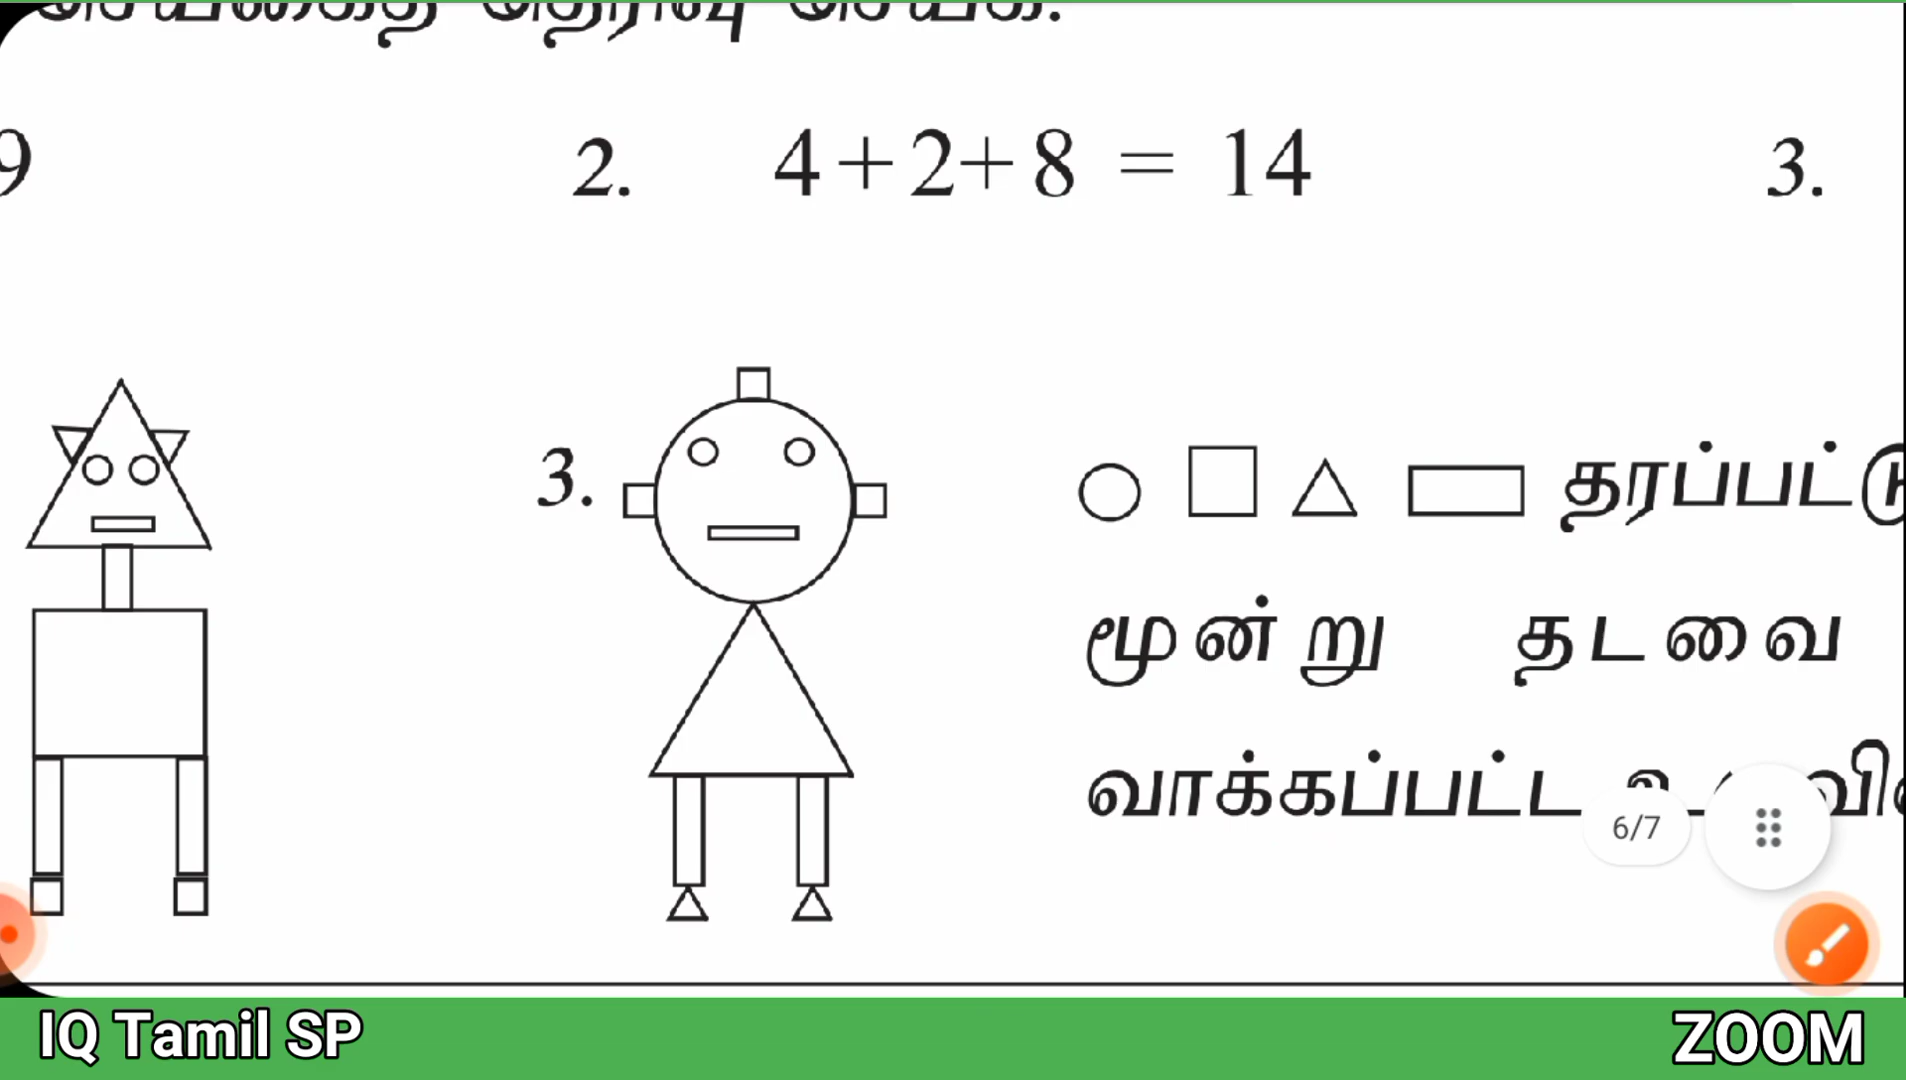 செய்கைத் தெரிவு செய்க.
9
2. 4+2+8 = 14
3.
3.
தரப்பட்டு
மூன்று தடவை
வாக்கப்பட்ட
6/7
IQ Tamil SP
ZOOM